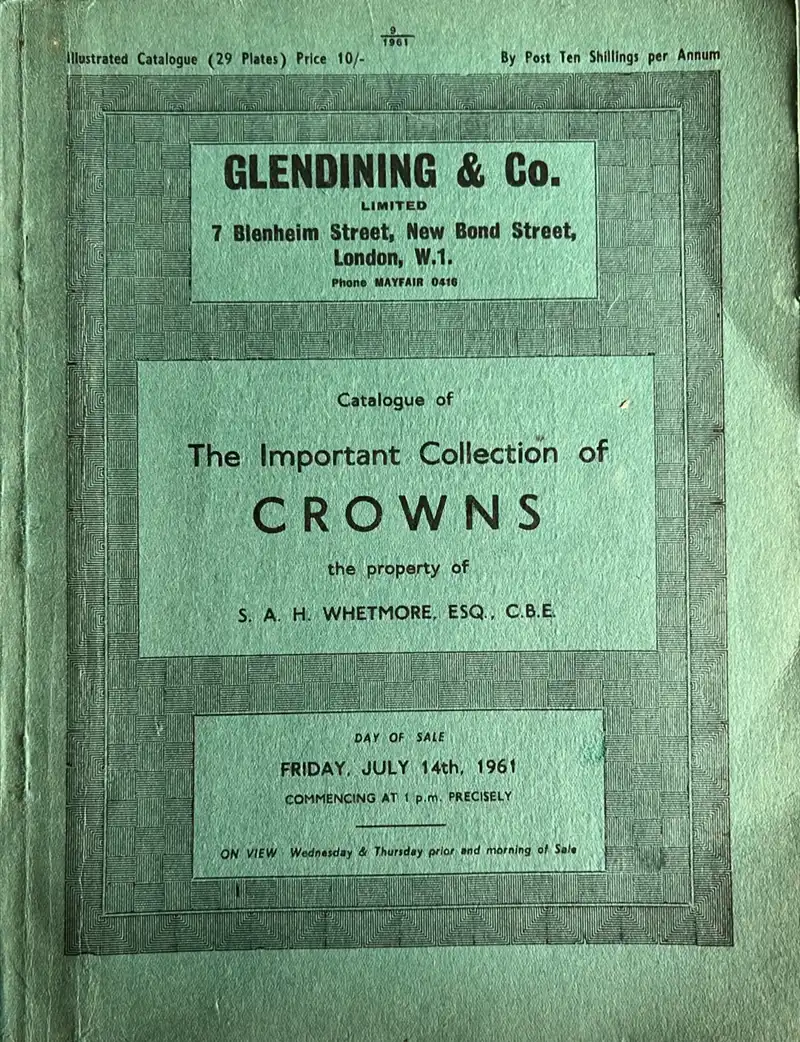 9
1961
Illustrated Catalogue (29 Plates) Price 10/- By Post Ten Shillings per Annum
GLENDINING & Co.
LIMITED
7 Blenheim Street, New Bond Street,
London, W.1.
Phone MAYFAIR 0416
Catalogue of
The Important Collection of
CROWNS
the property of
S. A. H. WHETMORE, ESQ., C.B.E.
DAY OF SALE
FRIDAY, JULY 14th, 1961
COMMENCING AT 1 p.m. PRECISELY
ON VIEW Wednesday & Thursday prior and morning of Sale